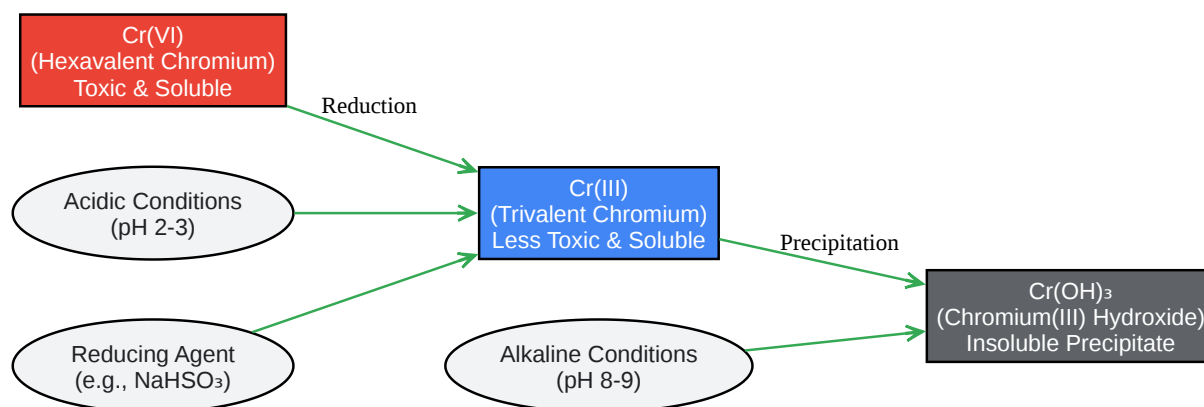 Cr(VI)
(Hexavalent Chromium)
Toxic & Soluble
Reduction
Acidic Conditions
(pH 2-3)
Cr(III)
(Trivalent Chromium)
Less Toxic & Soluble
Precipitation
Reducing Agent
(e.g., NaHSO₃)
Alkaline Conditions
(pH 8-9)
Cr(OH)₃
(Chromium(III) Hydroxide)
Insoluble Precipitate